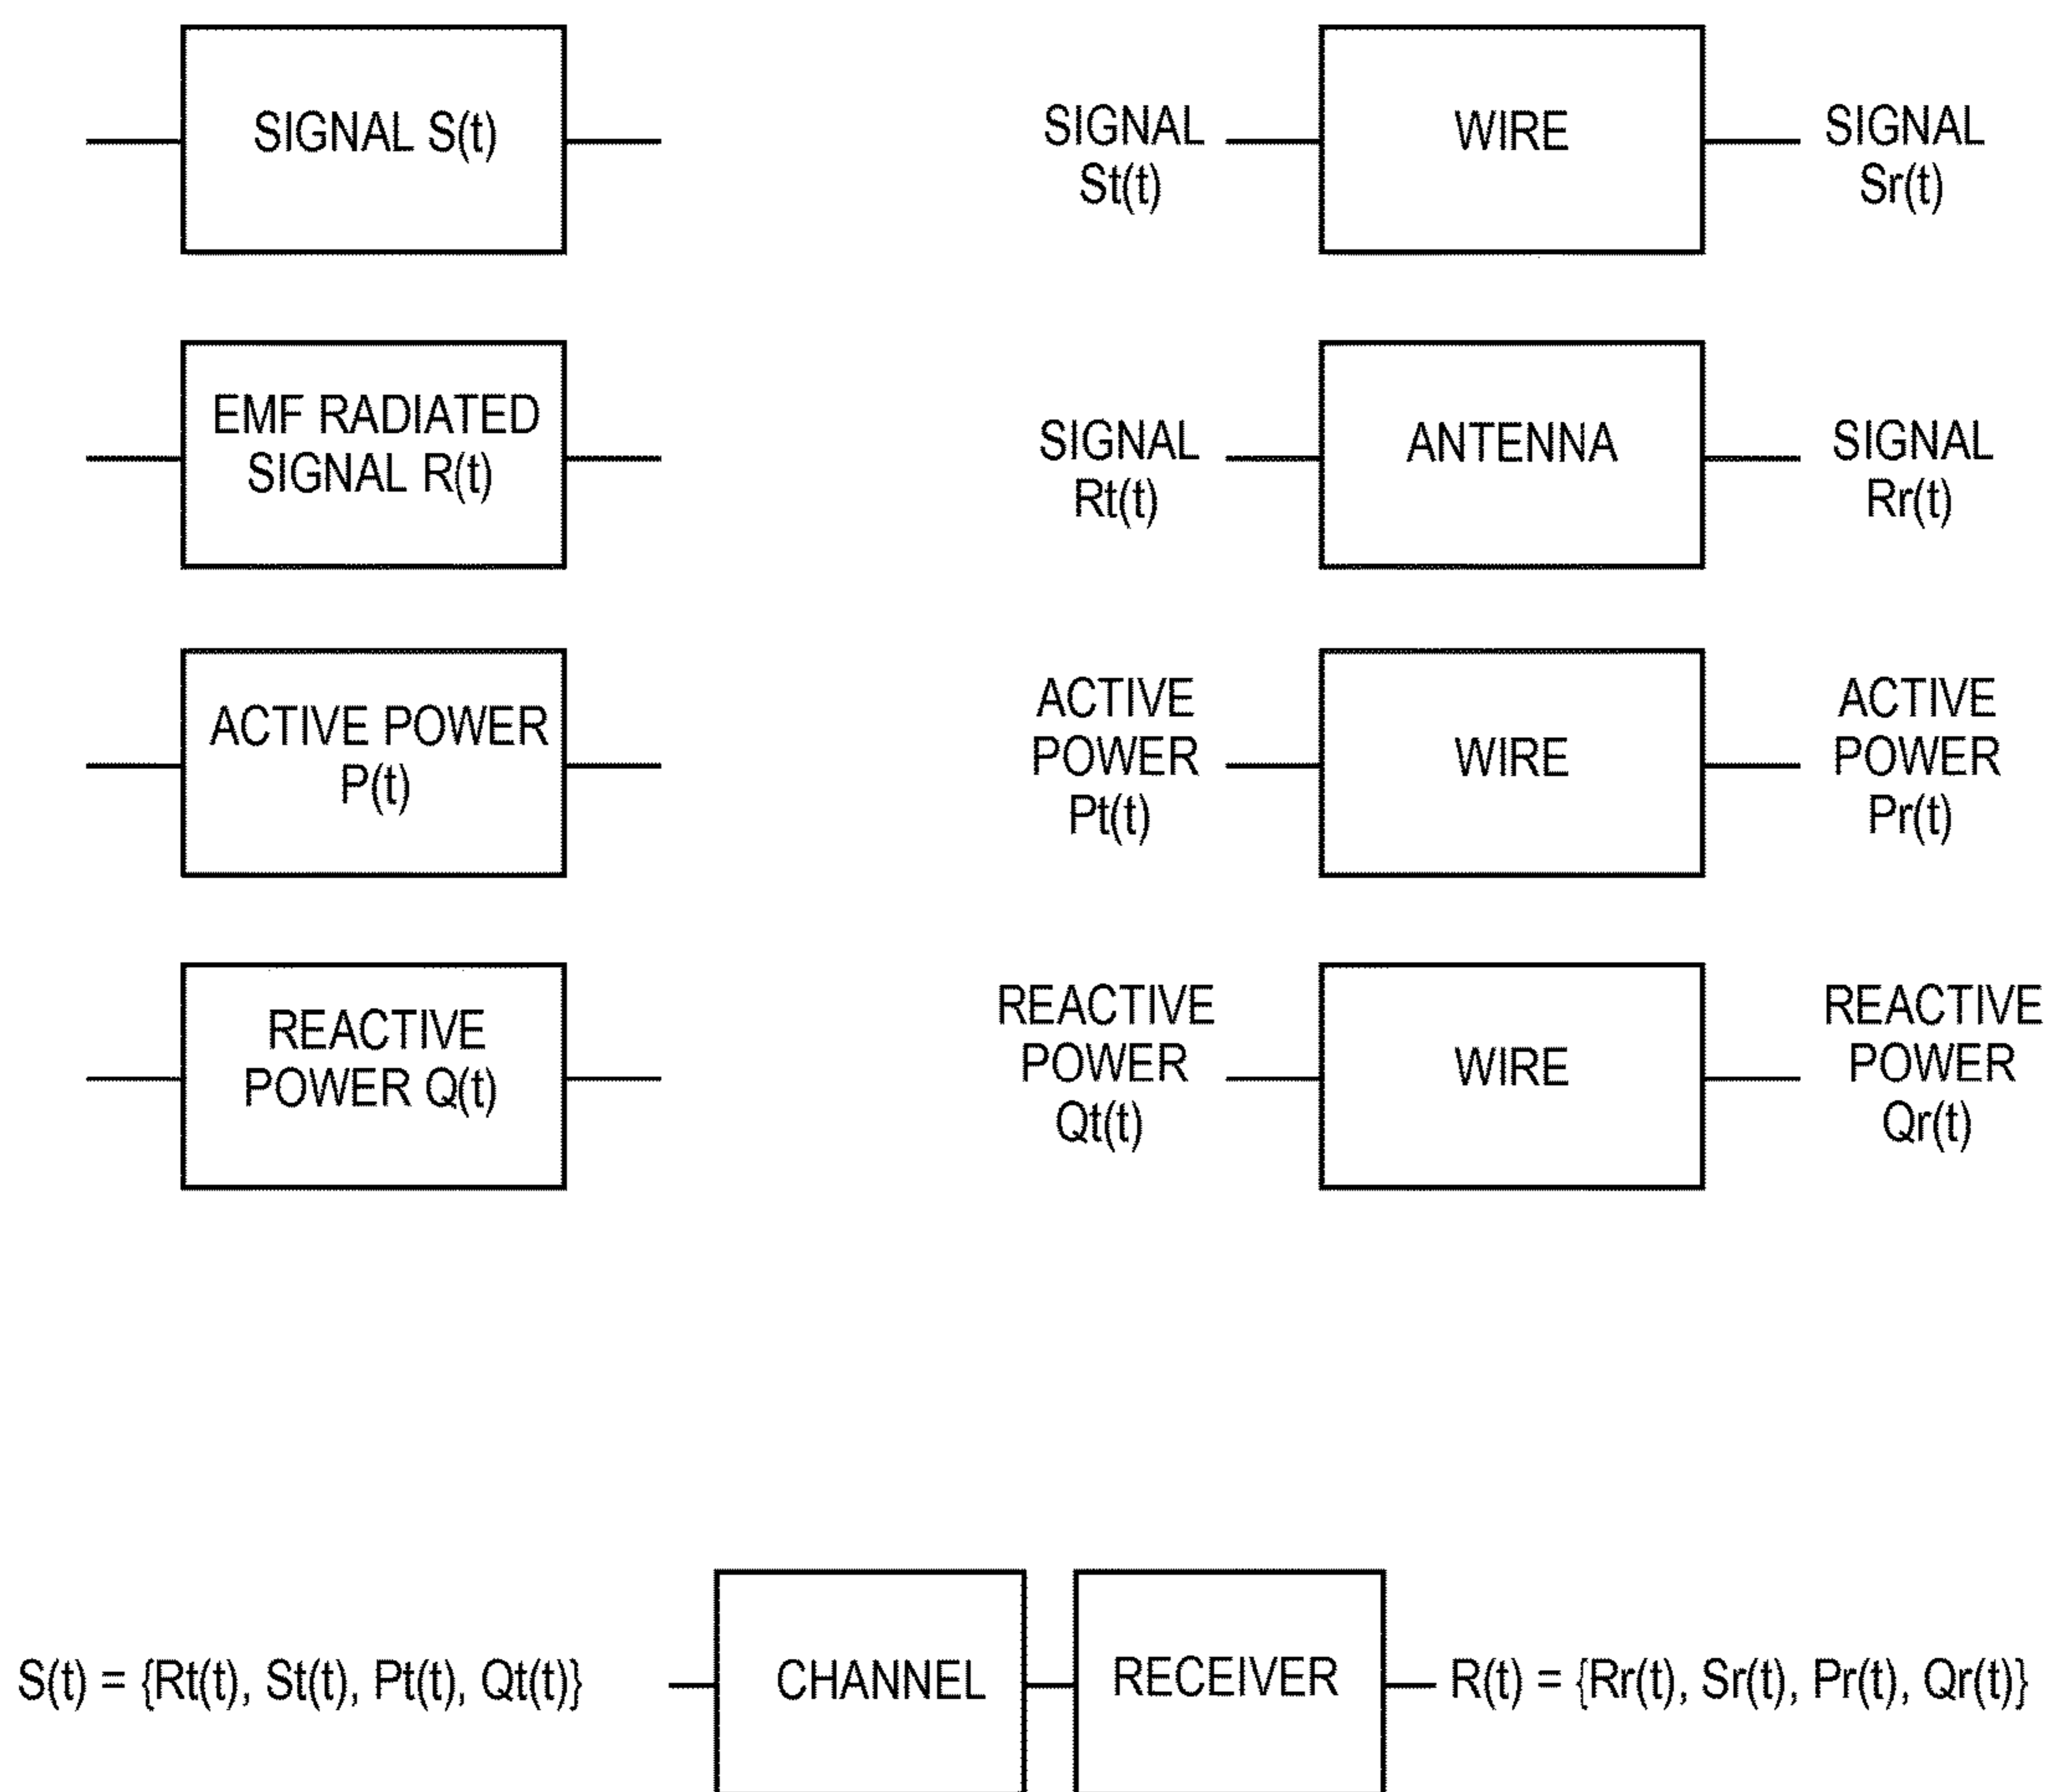 SIGNAL S(t)
SIGNAL
St(t)
WIRE
SIGNAL
Sr(t)
EMF RADIATED
SIGNAL R(t)
SIGNAL
Rt(t)
ANTENNA
SIGNAL
Rr(t)
ACTIVE POWER
P(t)
ACTIVE
POWER
Pt(t)
WIRE
ACTIVE
POWER
Pr(t)
REACTIVE
POWER Q(t)
REACTIVE
POWER
Qt(t)
WIRE
REACTIVE
POWER
Qr(t)
S(t) = {Rt(t), St(t), Pt(t), Qt(t)}
CHANNEL
RECEIVER
R(t) = {Rr(t), Sr(t), Pr(t), Qr(t)}